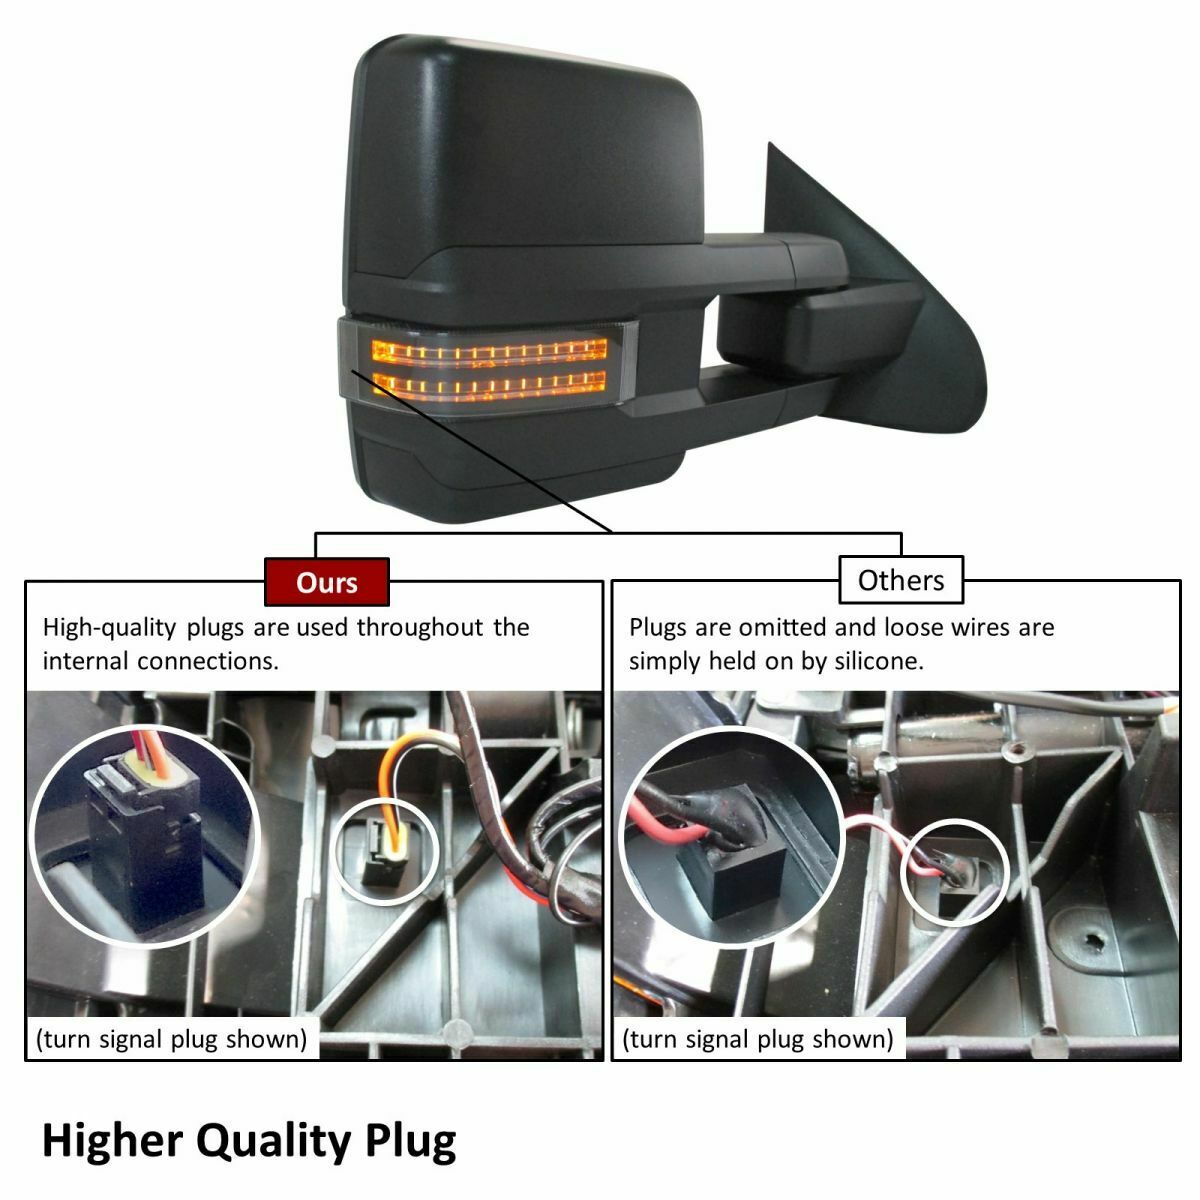 Ours
High-quality plugs are used throughout the
internal connections.
(turn signal plug shown)
Others
Plugs are omitted and loose wires are
simply held on by silicone.
(turn signal plug shown)
Higher Quality Plug